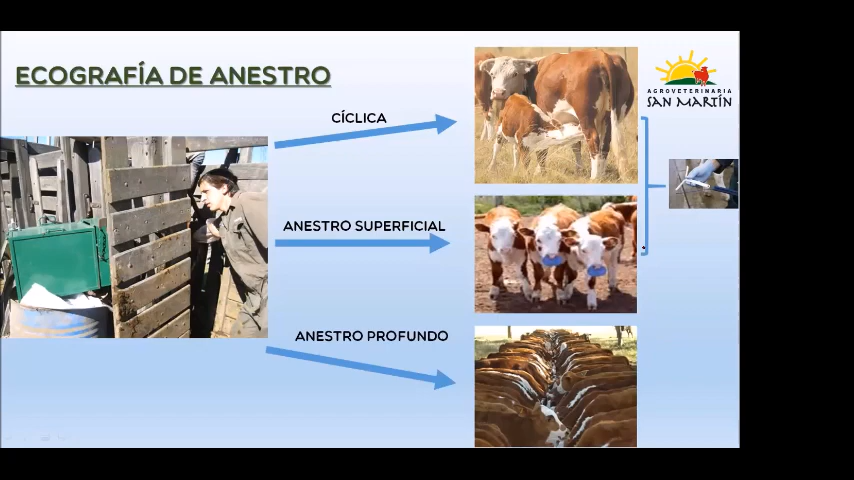 ECOGRAFÍA DE ANESTRO
CÍCLICA
ANESTRO SUPERFICIAL
ANESTRO PROFUNDO
AGROVETERINARIA
SAN MARTÍN